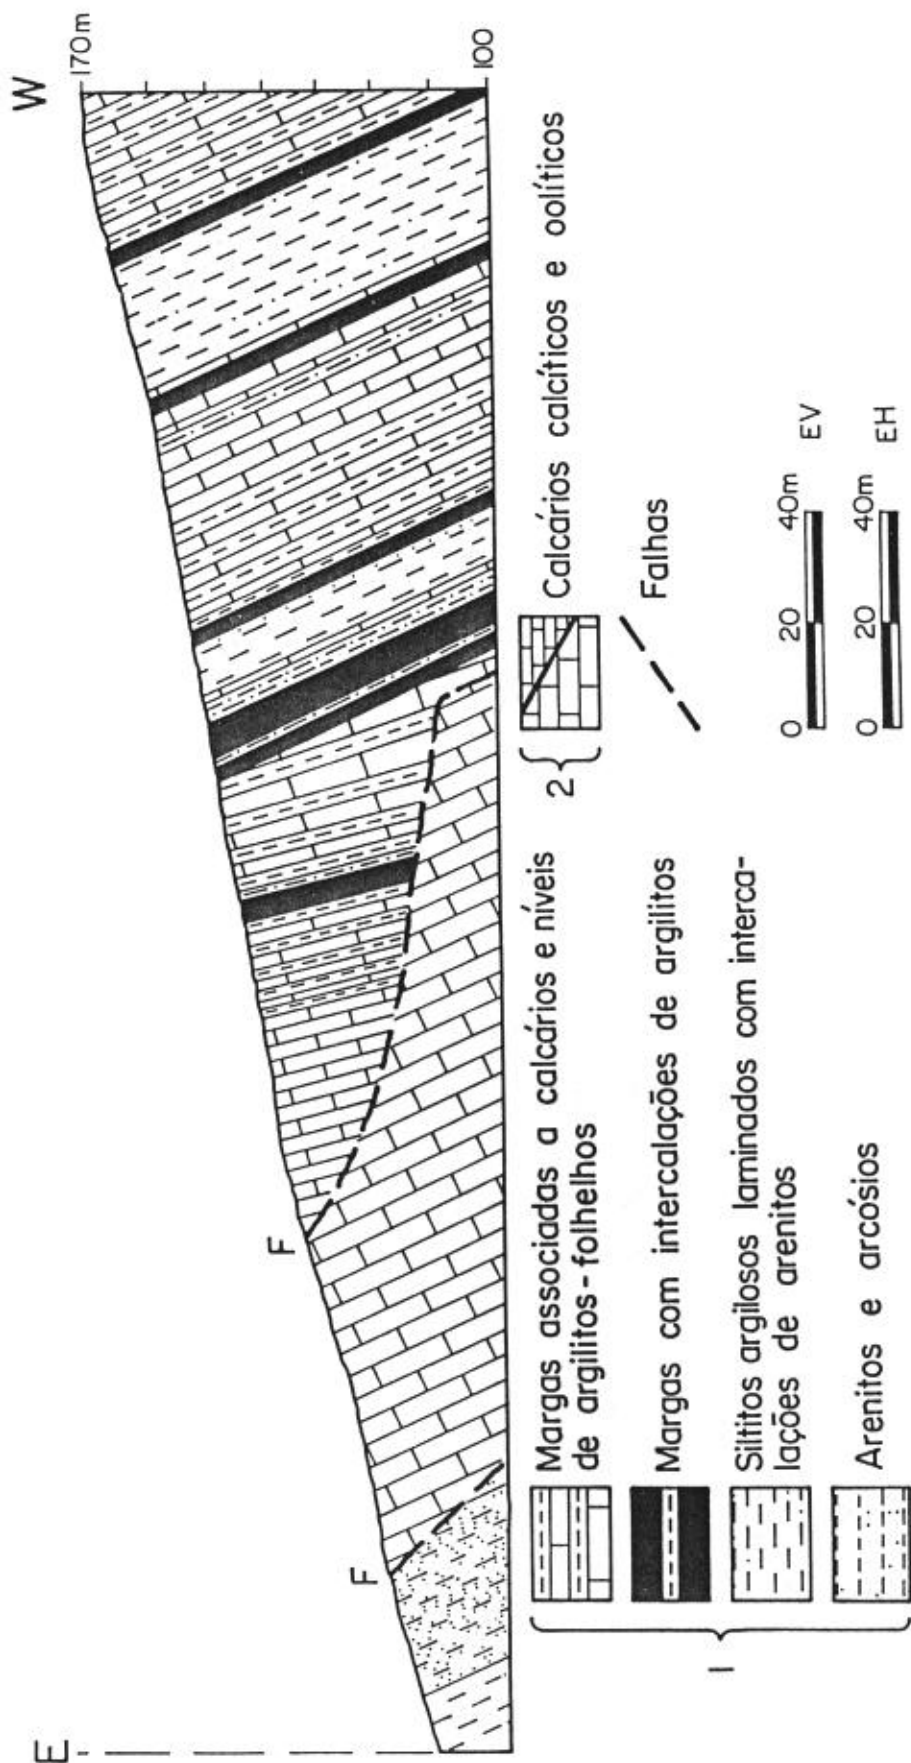 E
W
170m
100
F
F
Margas associadas a calcários e níveis
de argilitos-folhelhos
Margas com intercalações de argilitos
Siltitos argilosos laminados com interca-
lações de arenitos
Arenitos e arcósios
1
2
Calcários calcíticos e oolíticos
Falhas
0 20 40m EV
0 20 40m EH